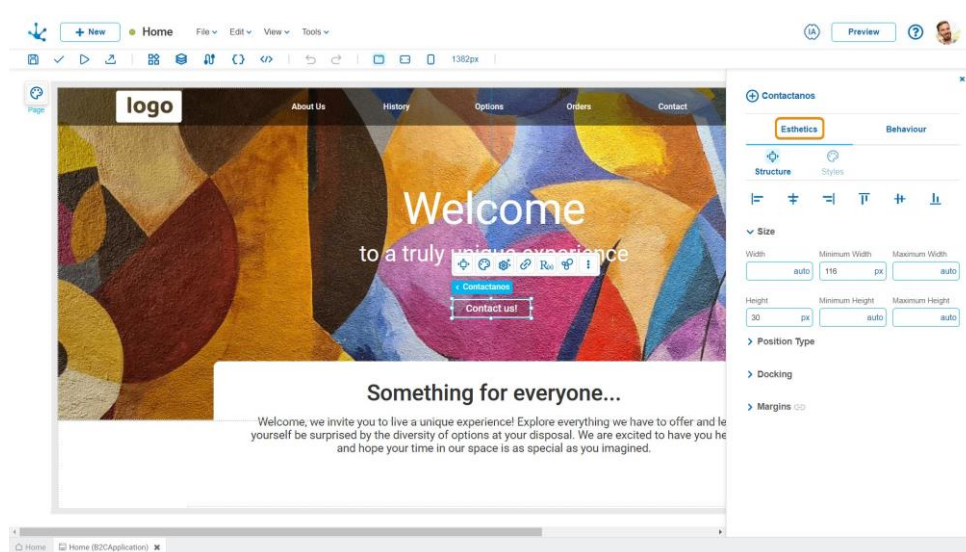 + New
Home
File
Edit
View
Tools
IA
Preview
?
1382px
Page
logo
About Us
History
Options
Orders
Contact
Welcome
to a truly unique experience
Contactanos
Contact us!
Something for everyone...
Welcome, we invite you to live a unique experience! Explore everything we have to offer and le
yourself be surprised by the diversity of options at your disposal. We are excited to have you he
and hope your time in our space is as special as you imagined.
Contactanos
Esthetics
Behaviour
Structure
Styles
Size
Width
Minimum Width
Maximum Width
auto
116 px
auto
Height
Minimum Height
Maximum Height
30 px
auto
auto
Position Type
Docking
Margins
Home
Home (B2CApplication)